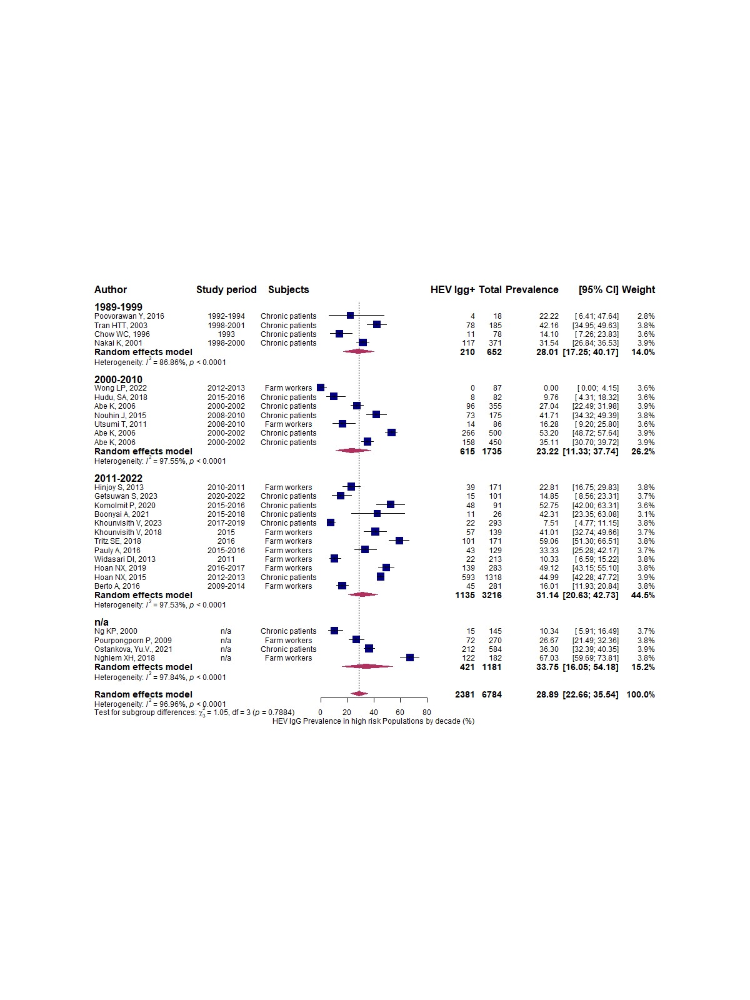 Author Study period Subjects HEV Igg+ Total Prevalence [95% CI] Weight
1989-1999
Poovorawan Y, 2016 1992-1994 Chronic patients 4 18 22.22 [ 6.41; 47.64] 2.8%
Tran HTT, 2003 1998-2001 Chronic patients 78 185 42.16 [34.95; 49.63] 3.8%
Chow WC, 1996 1993 Chronic patients 11 78 14.10 [ 7.26; 23.83] 3.6%
Nakai K, 2001 1998-2000 Chronic patients 117 371 31.54 [26.84; 36.53] 3.9%
Random effects model 210 652 28.01 [17.25; 40.17] 14.0%
Heterogeneity: I² = 86.86%, p < 0.0001
2000-2010
Wong LP, 2022 2012-2013 Farm workers 0 87 0.00 [ 0.00; 4.15] 3.6%
Hudu, SA, 2018 2015-2016 Chronic patients 8 82 9.76 [ 4.31; 18.32] 3.6%
Abe K, 2006 2000-2002 Chronic patients 96 355 27.04 [22.49; 31.98] 3.9%
Nouhin J, 2015 2008-2010 Chronic patients 73 175 41.71 [34.32; 49.39] 3.8%
Utsumi T, 2011 2008-2010 Farm workers 14 86 16.28 [ 9.20; 25.80] 3.6%
Abe K, 2006 2000-2002 Chronic patients 266 500 53.20 [48.72; 57.64] 3.9%
Abe K, 2006 2000-2002 Chronic patients 158 450 35.11 [30.70; 39.72] 3.9%
Random effects model 615 1735 23.22 [11.33; 37.74] 26.2%
Heterogeneity: I² = 97.55%, p < 0.0001
2011-2022
Hinjoy S, 2013 2010-2011 Farm workers 39 171 22.81 [16.75; 29.83] 3.8%
Getsuwan S, 2023 2020-2022 Chronic patients 15 101 14.85 [ 8.56; 23.31] 3.7%
Komolmit P, 2020 2015-2016 Chronic patients 48 91 52.75 [42.00; 63.31] 3.6%
Boonyai A, 2021 2015-2018 Chronic patients 11 26 42.31 [23.35; 63.08] 3.1%
Khounvisith V, 2023 2017-2019 Chronic patients 22 293 7.51 [ 4.77; 11.15] 3.8%
Khounvisith V, 2018 2015 Farm workers 57 139 41.01 [32.74; 49.66] 3.7%
Tritz SE, 2018 2016 Farm workers 101 171 59.06 [51.30; 66.51] 3.8%
Pauly A, 2016 2015-2016 Farm workers 43 129 33.33 [25.28; 42.17] 3.7%
Widasari DI, 2013 2011 Farm workers 22 213 10.33 [ 6.59; 15.22] 3.8%
Hoan NX, 2019 2016-2017 Farm workers 139 283 49.12 [43.15; 55.10] 3.8%
Hoan NX, 2015 2012-2013 Chronic patients 593 1318 44.99 [42.28; 47.72] 3.9%
Berto A, 2016 2009-2014 Farm workers 45 281 16.01 [11.93; 20.84] 3.8%
Random effects model 1135 3216 31.14 [20.63; 42.73] 44.5%
Heterogeneity: I² = 97.53%, p < 0.0001
n/a
Ng KP, 2000 n/a Chronic patients 15 145 10.34 [ 5.91; 16.49] 3.7%
Pourpongporn P, 2009 n/a Farm workers 72 270 26.67 [21.49; 32.36] 3.8%
Ostankova, Yu.V., 2021 n/a Chronic patients 212 584 36.30 [32.39; 40.35] 3.9%
Nghiem XH, 2018 n/a Farm workers 122 182 67.03 [59.69; 73.81] 3.8%
Random effects model 421 1181 33.75 [16.05; 54.18] 15.2%
Heterogeneity: I² = 97.84%, p < 0.0001
Random effects model 2381 6784 28.89 [22.66; 35.54] 100.0%
Heterogeneity: I² = 96.96%, p < 0.0001
Test for subgroup differences: χ²₃ = 1.05, df = 3 (p = 0.7884) 0 20 40 60 80
HEV IgG Prevalence in high risk Populations by decade (%)